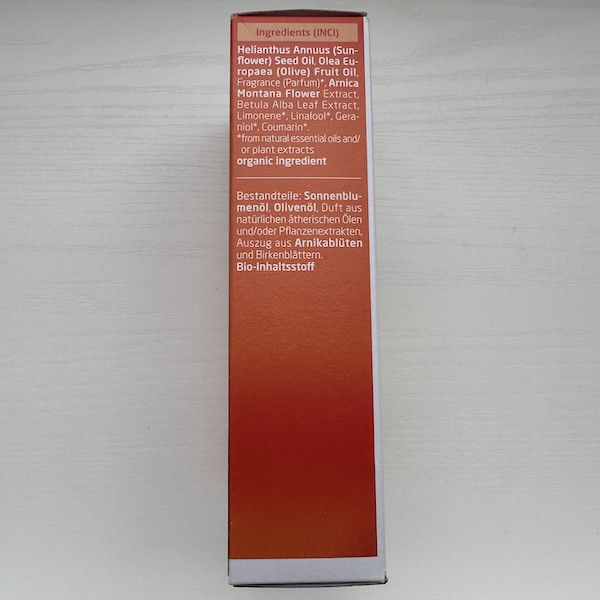 Ingredients (INCI)
Helianthus Annuus (Sun-
flower) Seed Oil, Olea Eu-
ropaea (Olive) Fruit Oil,
Fragrance (Parfum)*, Arnica
Montana Flower Extract,
Betula Alba Leaf Extract,
Limonene*, Linalool*, Gera-
niol*, Coumarin*.
*from natural essential oils and/
or plant extracts
organic ingredient
Bestandteile: Sonnenblu-
menöl, Olivenöl, Duft aus
natürlichen ätherischen Ölen
und/oder Pflanzenextrakten,
Auszug aus Arnikablüten
und Birkenblättern.
Bio-Inhaltsstoff